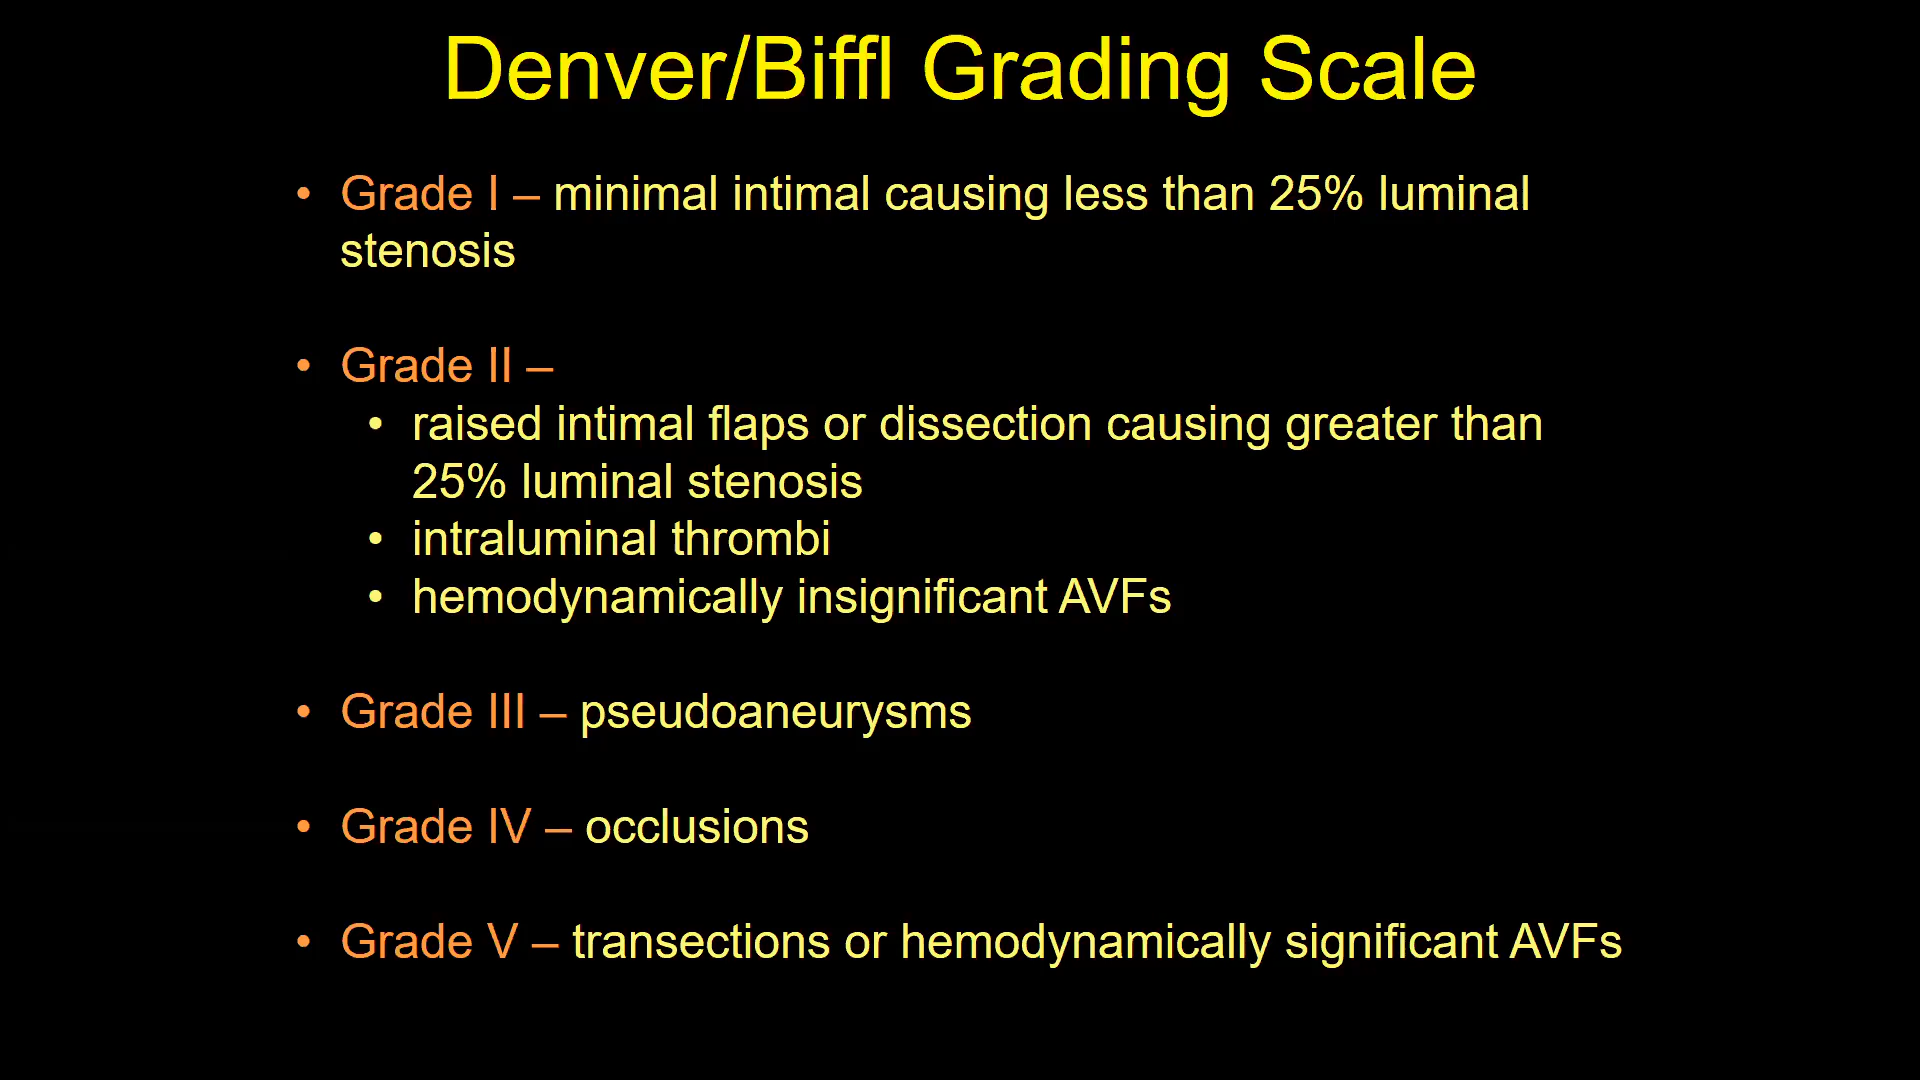 Denver/Biffl Grading Scale
• Grade I – minimal intimal causing less than 25% luminal
stenosis
• Grade II –
• raised intimal flaps or dissection causing greater than
25% luminal stenosis
• intraluminal thrombi
• hemodynamically insignificant AVFs
• Grade III – pseudoaneurysms
• Grade IV – occlusions
• Grade V – transections or hemodynamically significant AVFs